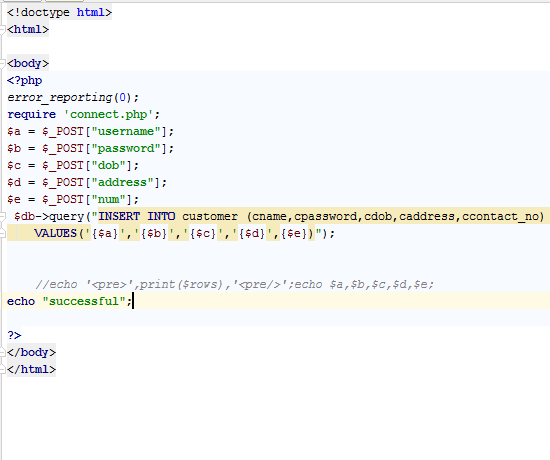 <!doctype html>
<html>
<body>
<?php
error_reporting(0);
require 'connect.php';
$a = $_POST["username"];
$b = $_POST["password"];
$c = $_POST["dob"];
$d = $_POST["address"];
$e = $_POST["num"];
$db->query("INSERT INTO customer (cname,cpassword,cdob,caddress,ccontact_no)
VALUES('{$a}','{$b}','{$c}','{$d}',{$e})");
//echo '<pre>',print($rows),'<pre/>';echo $a,$b,$c,$d,$e;
echo "successful";
?>
</body>
</html>